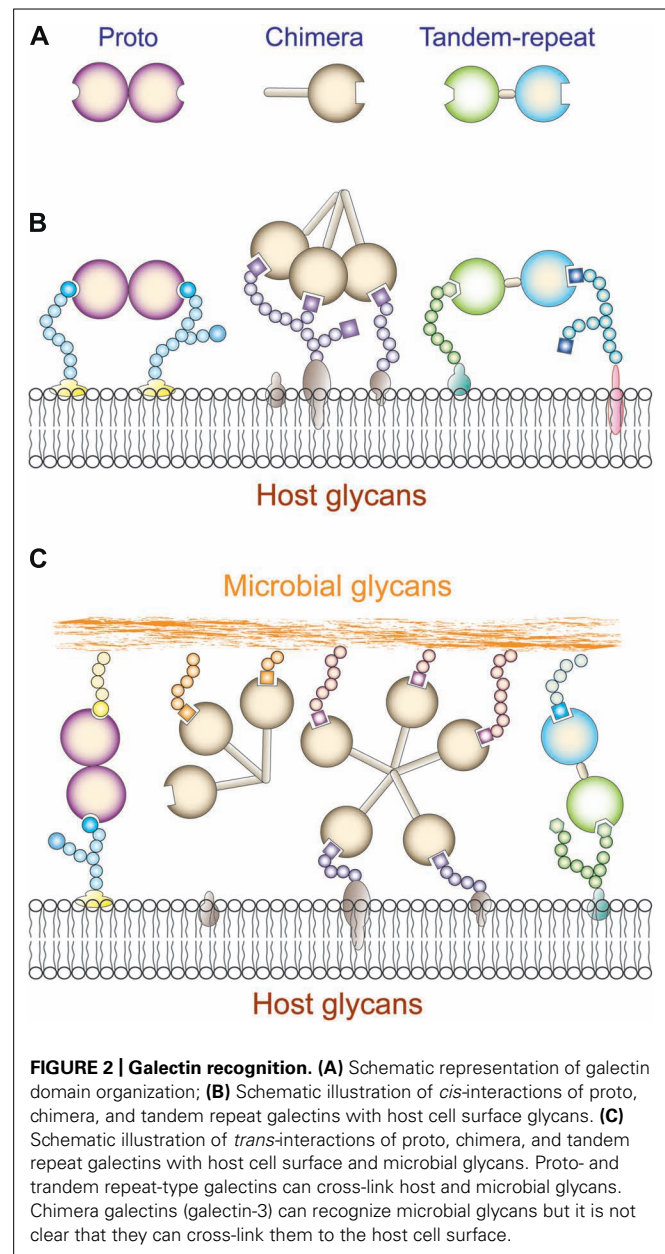 A
Proto Chimera Tandem-repeat
B
Host glycans
C
Microbial glycans
Host glycans
FIGURE 2 | Galectin recognition. (A) Schematic representation of galectin
domain organization; (B) Schematic illustration of cis-interactions of proto,
chimera, and tandem repeat galectins with host cell surface glycans. (C)
Schematic illustration of trans-interactions of proto, chimera, and tandem
repeat galectins with host cell surface and microbial glycans. Proto- and
trandem repeat-type galectins can cross-link host and microbial glycans.
Chimera galectins (galectin-3) can recognize microbial glycans but it is not
clear that they can cross-link them to the host cell surface.